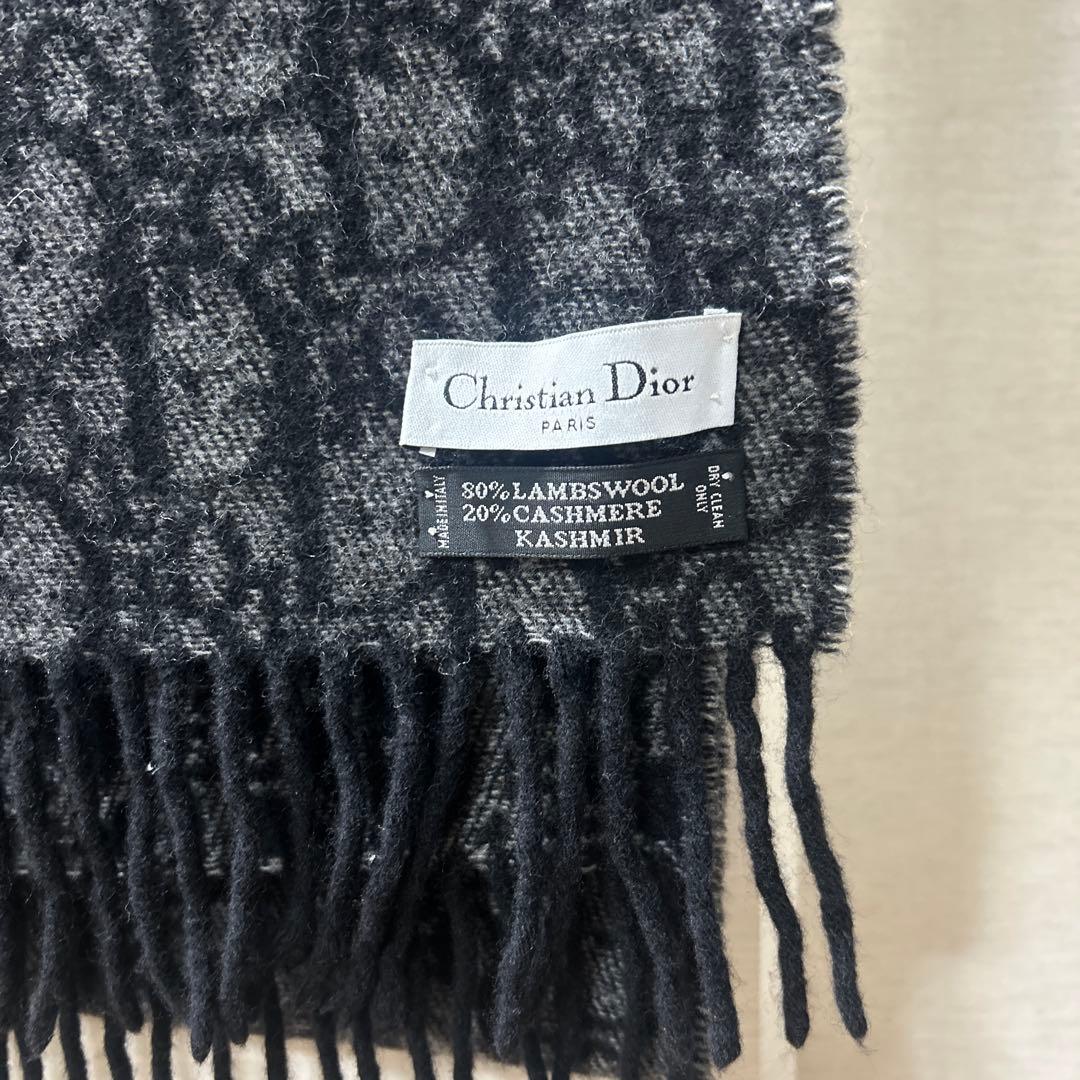 Christian Dior
PARIS
MADE IN ITALY
80% LAMBSWOOL
20% CASHMERE
KASHMIR
DRY CLEAN
ONLY